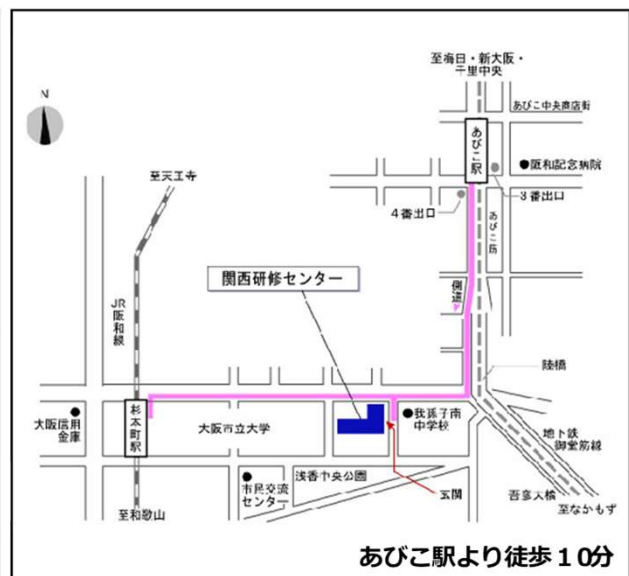 至梅田・新大阪・
千里中央
N
あびこ中央商店街
あびこ駅
阪和記念病院
至天王寺
3番出口
4番出口
あびこ筋
関西研修センター
側道
JR
阪和線
陸橋
杉本町駅
大阪信用
金庫
大阪市立大学
我孫子南
中学校
地下鉄
御堂筋線
市民交流
センター
浅香中央公園
玄関
吾彦大橋
至なかもず
至和歌山
あびこ駅より徒歩10分